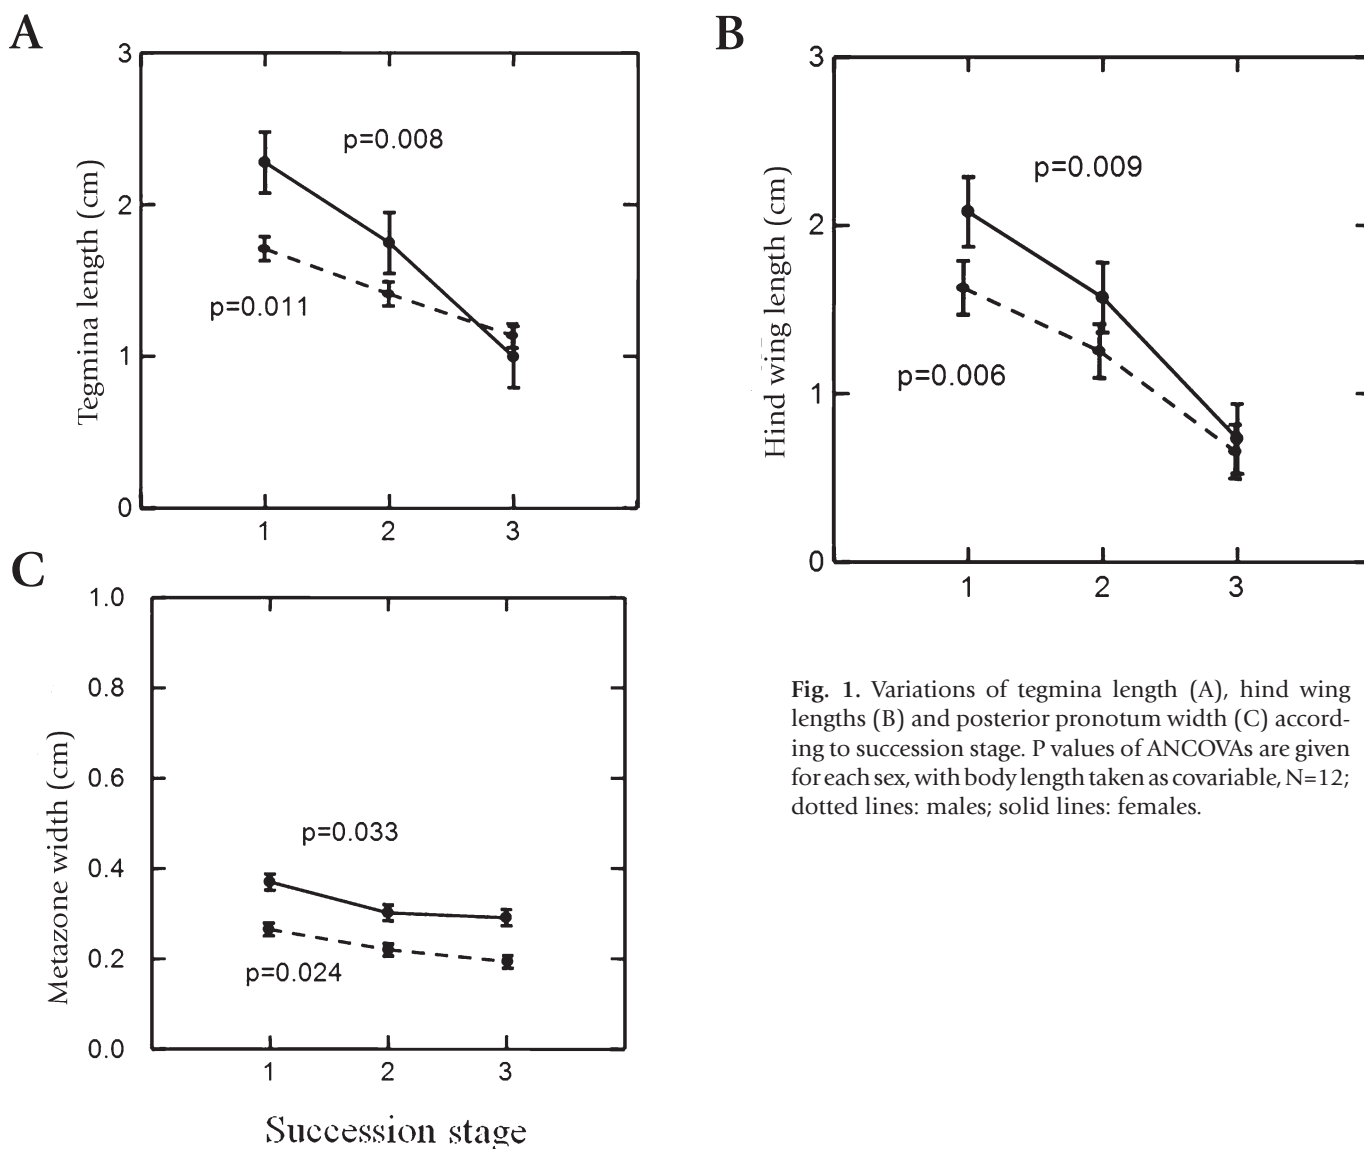 A
3
2
1
0
Tegmina length (cm)
p=0.008
p=0.011
1 2 3
B
3
2
1
0
Hind wing length (cm)
p=0.009
p=0.006
1 2 3
C
1.0
0.8
0.6
0.4
0.2
0.0
Metazone width (cm)
p=0.033
p=0.024
1 2 3
Succession stage
Fig. 1. Variations of tegmina length (A), hind wing
lengths (B) and posterior pronotum width (C) accord-
ing to succession stage. P values of ANCOVAs are given
for each sex, with body length taken as covariable, N=12;
dotted lines: males; solid lines: females.